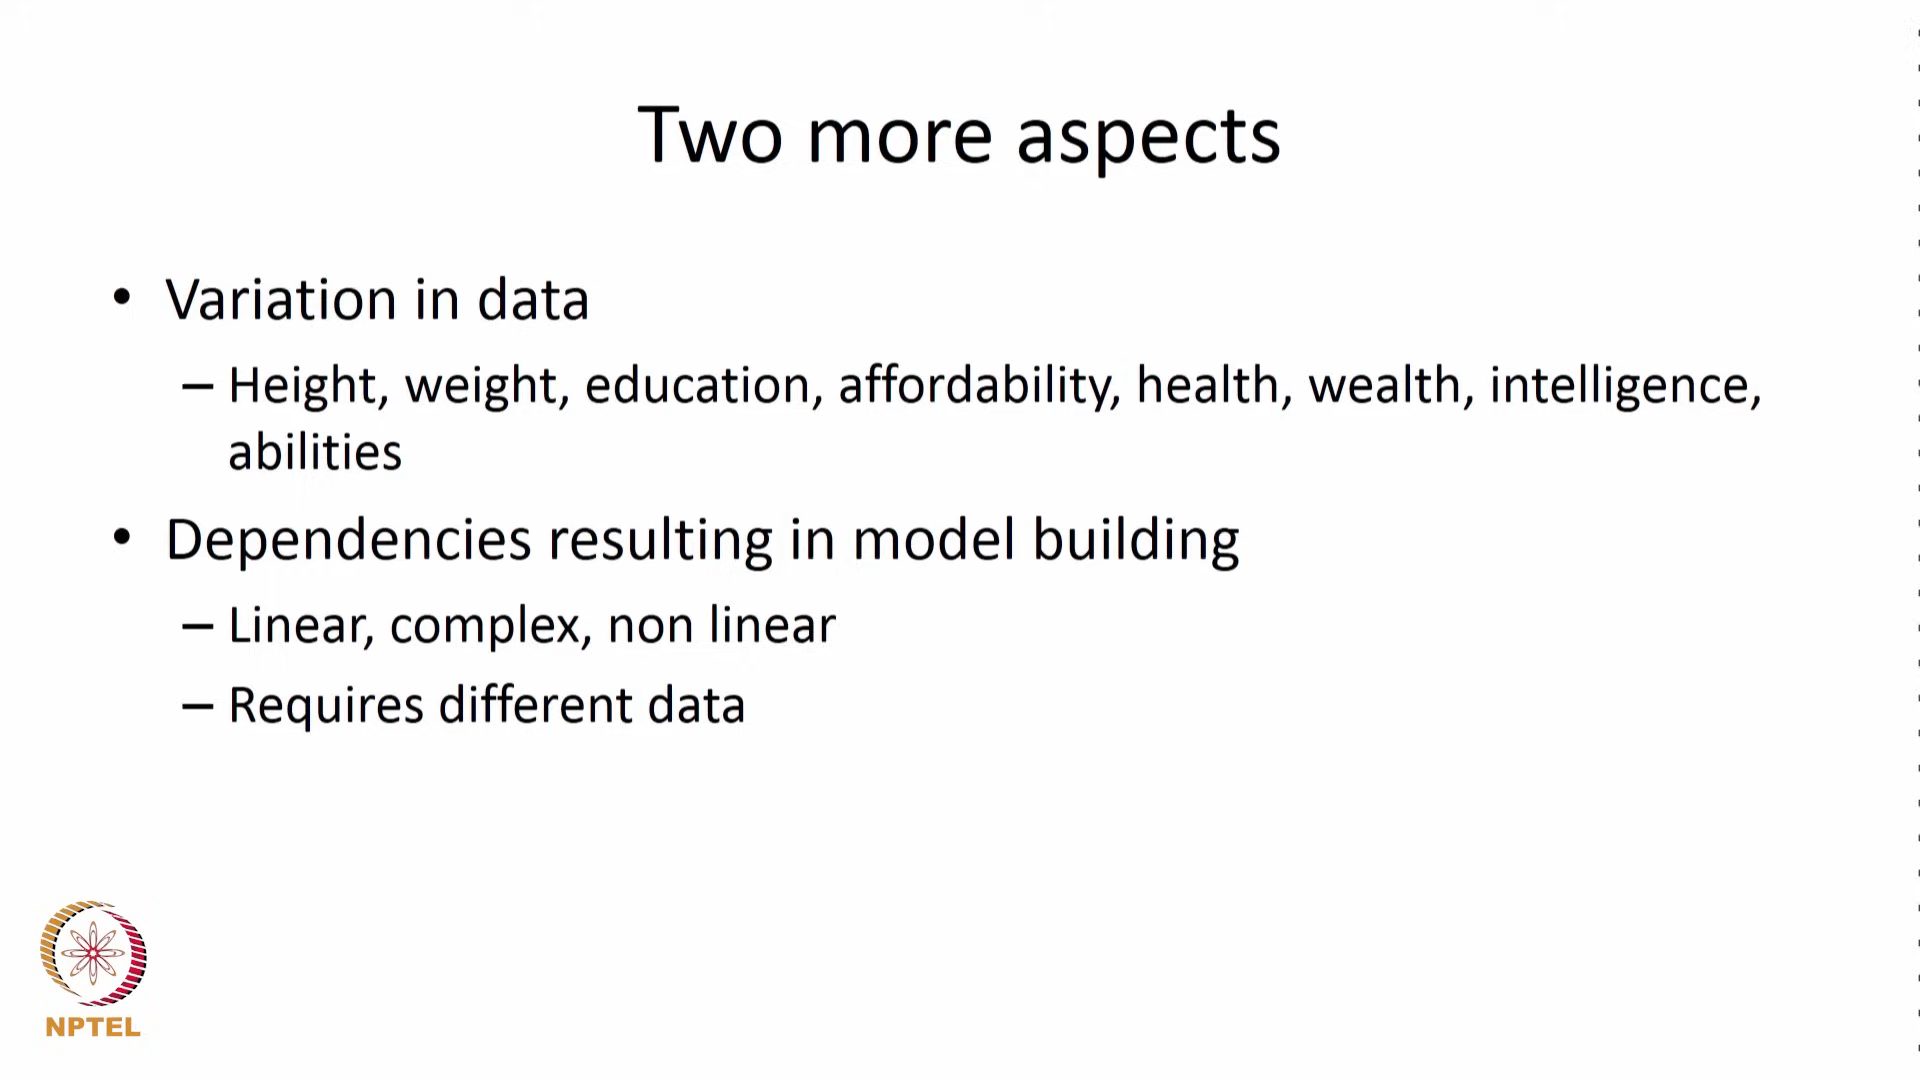 Two more aspects
• Variation in data
– Height, weight, education, affordability, health, wealth, intelligence,
abilities
• Dependencies resulting in model building
– Linear, complex, non linear
– Requires different data
NPTEL